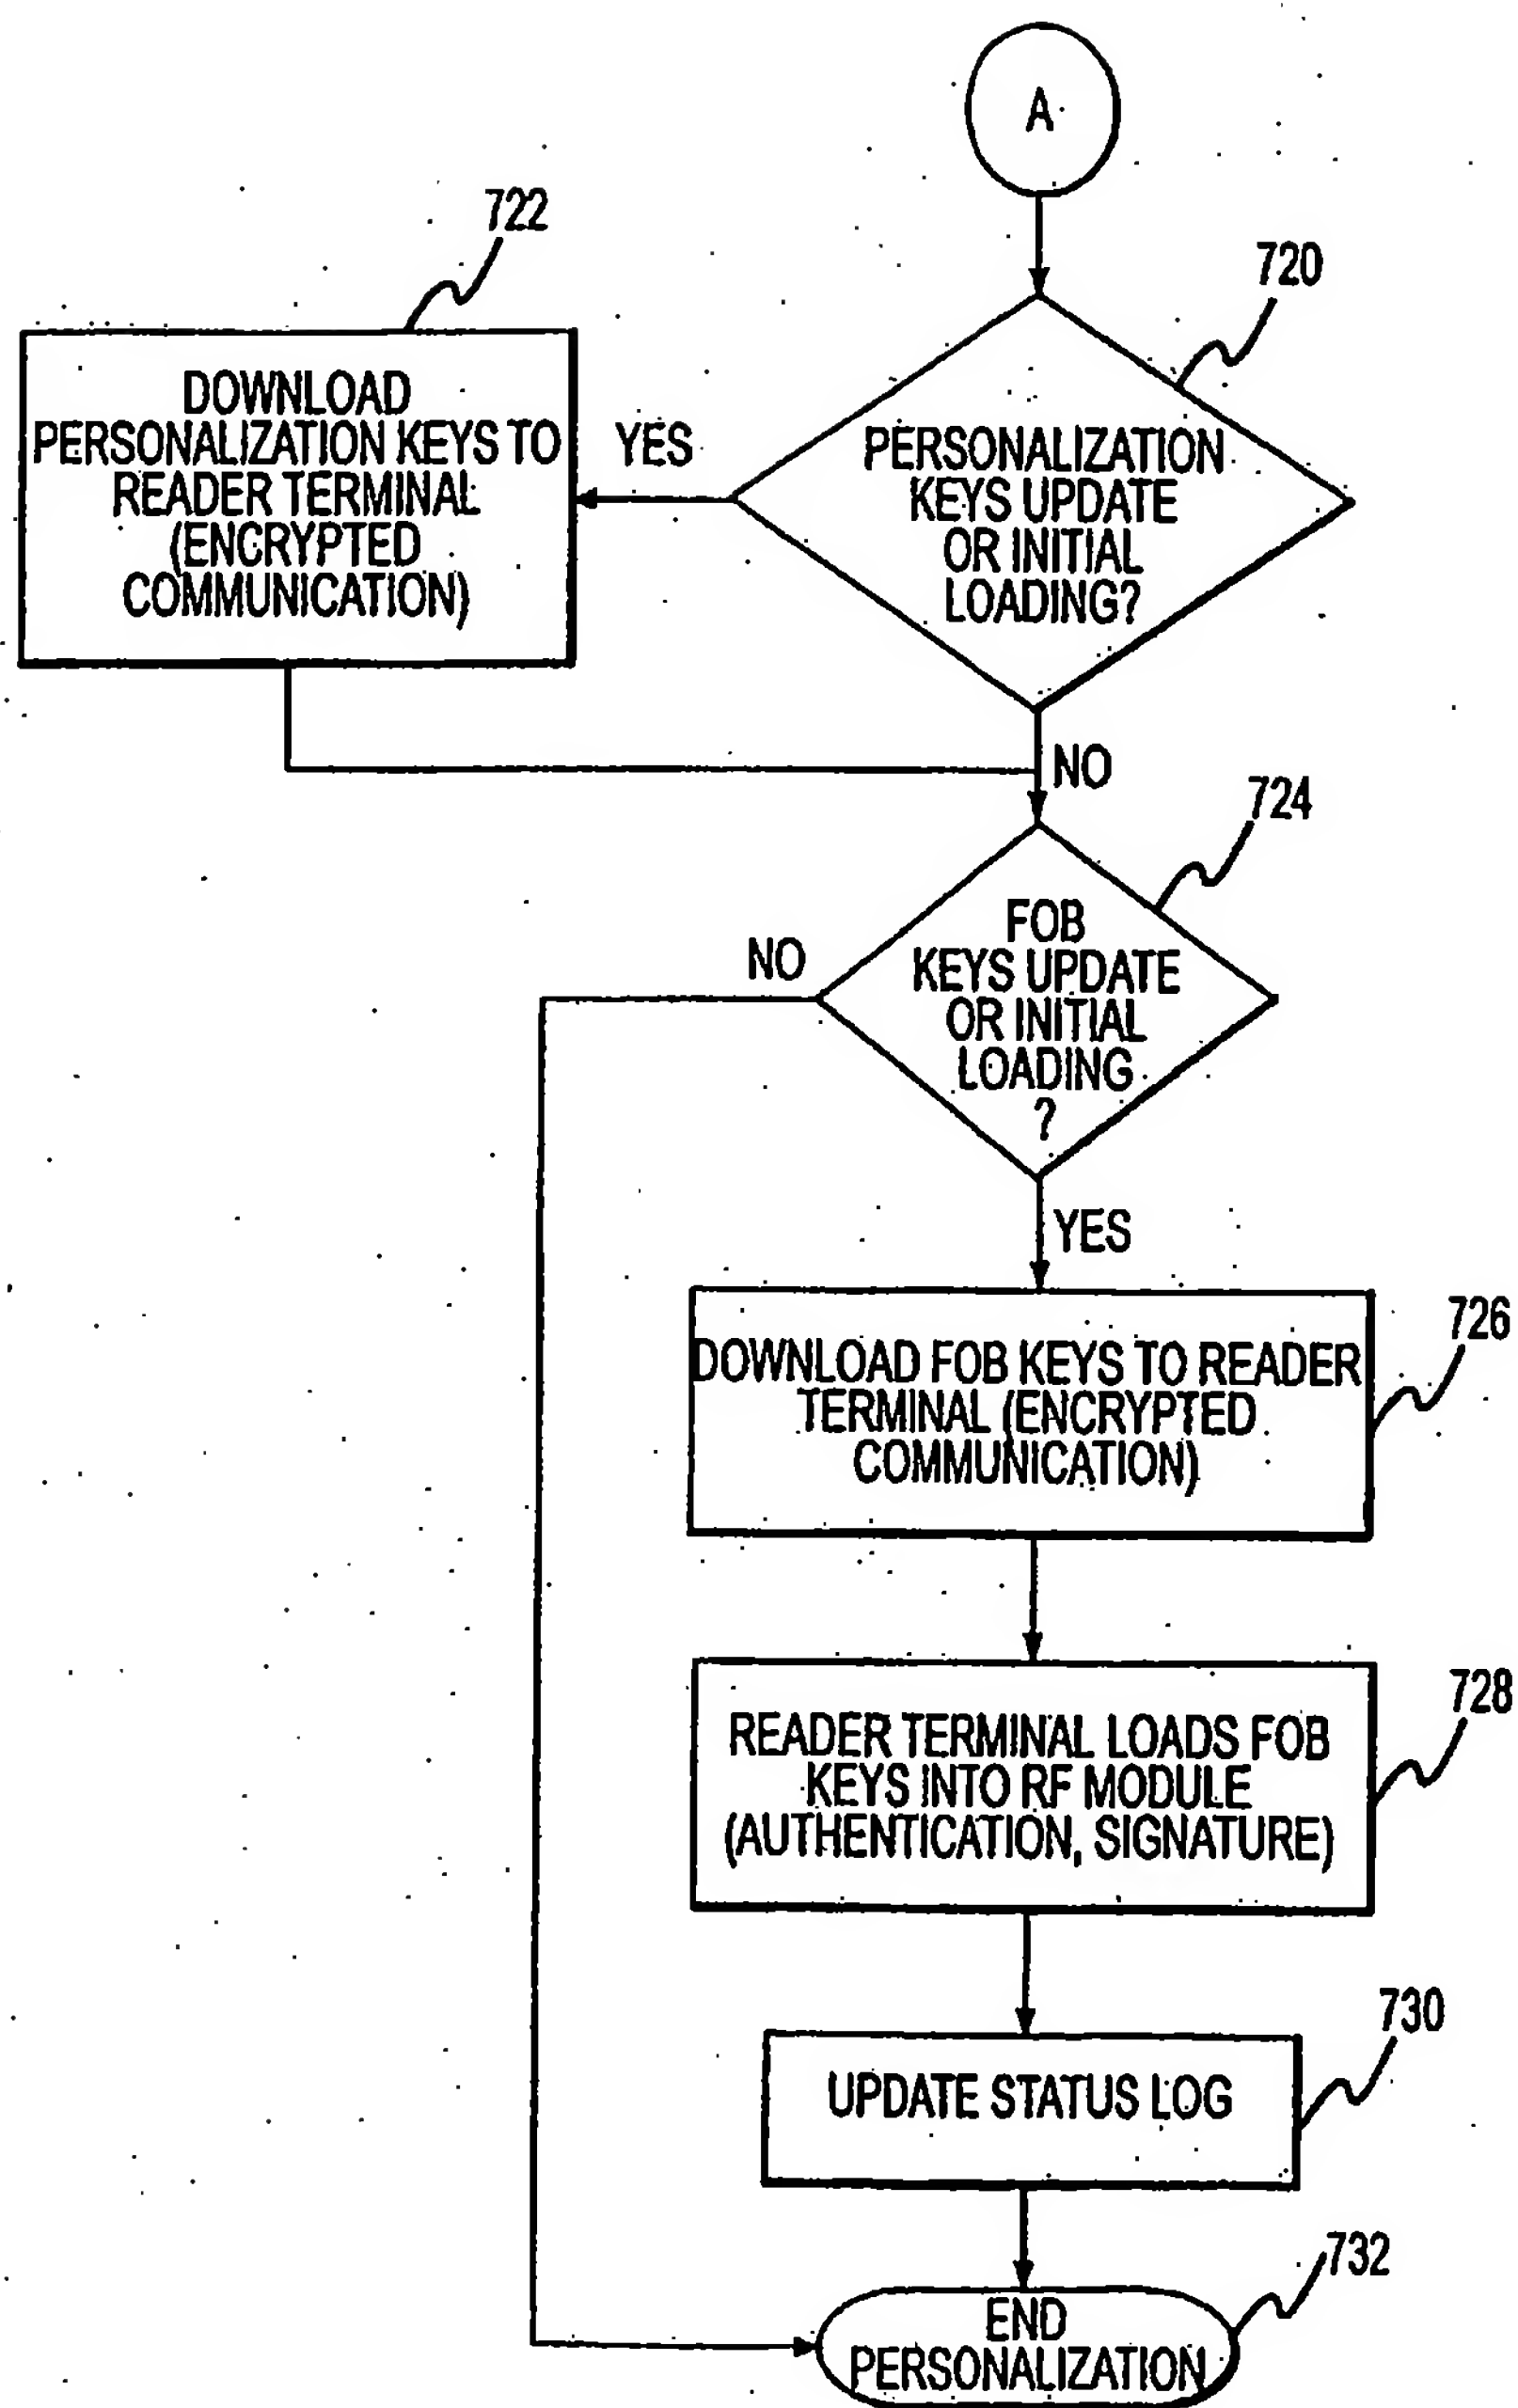 A
722
720
DOWNLOAD
PERSONALIZATION KEYS TO
READER TERMINAL
(ENCRYPTED
COMMUNICATION)
YES
PERSONALIZATION
KEYS UPDATE
OR INITIAL
LOADING?
NO
724
NO
FOB
KEYS UPDATE
OR INITIAL
LOADING
?
YES
726
DOWNLOAD FOB KEYS TO READER
TERMINAL (ENCRYPTED
COMMUNICATION)
728
READER TERMINAL LOADS FOB
KEYS INTO RF MODULE
(AUTHENTICATION, SIGNATURE)
730
UPDATE STATUS LOG
732
END
PERSONALIZATION